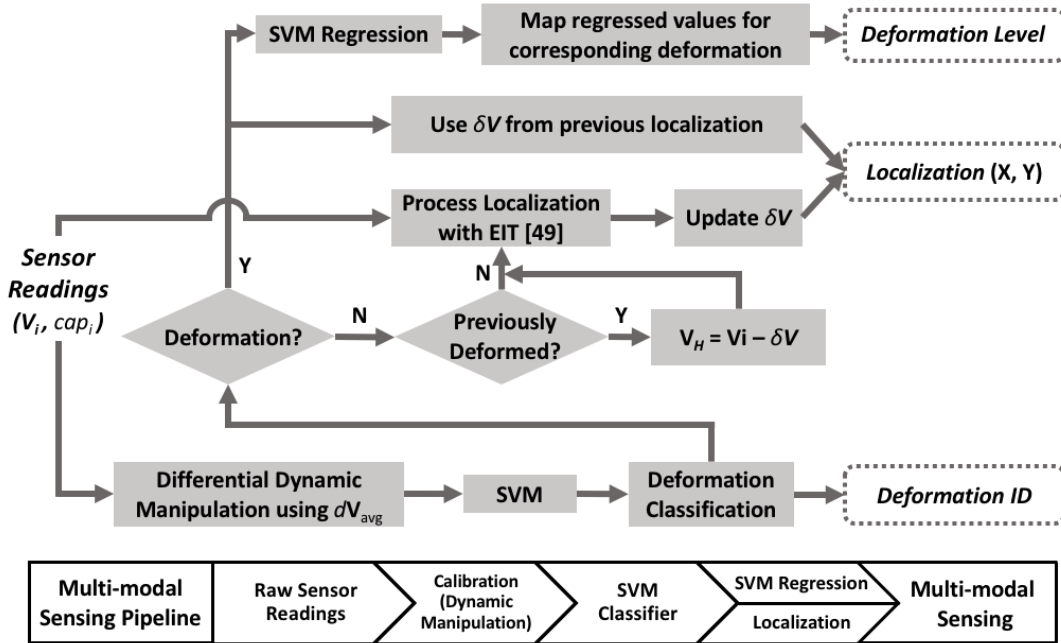 SVM Regression
Map regressed values for
corresponding deformation
Deformation Level
Use δV from previous localization
Localization (X, Y)
Process Localization
with EIT [49]
Update δV
Sensor
Readings
(Vi, capi)
Y
N
Deformation?
N
Previously
Deformed?
Y
VH = Vi – δV
Differential Dynamic
Manipulation using dVavg
SVM
Deformation
Classification
Deformation ID
Multi-modal
Sensing Pipeline
Raw Sensor
Readings
Calibration
(Dynamic
Manipulation)
SVM
Classifier
SVM Regression
Localization
Multi-modal
Sensing